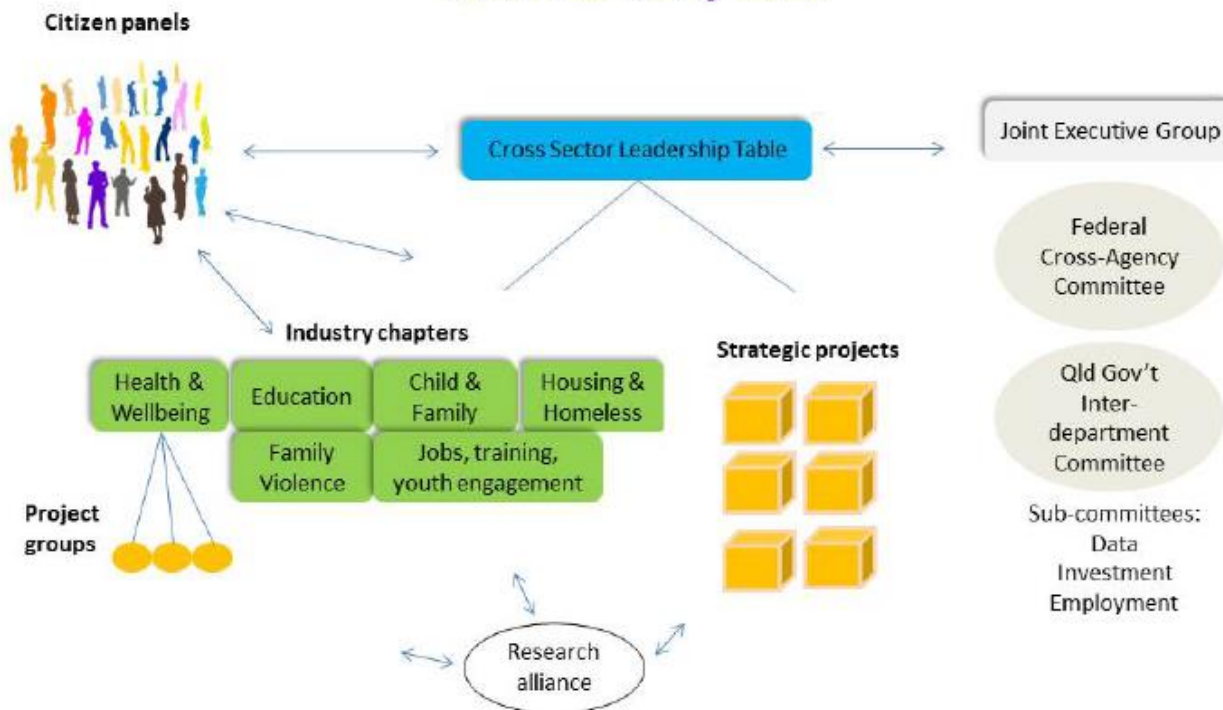 Citizen panels
Cross Sector Leadership Table
Joint Executive Group
Federal
Cross-Agency
Committee
Industry chapters
Health &
Wellbeing
Education
Child &
Family
Housing &
Homeless
Family
Violence
Jobs, training,
youth engagement
Strategic projects
Qld Gov't
Inter-
department
Committee
Project
groups
Sub-committees:
Data
Investment
Employment
Research
alliance